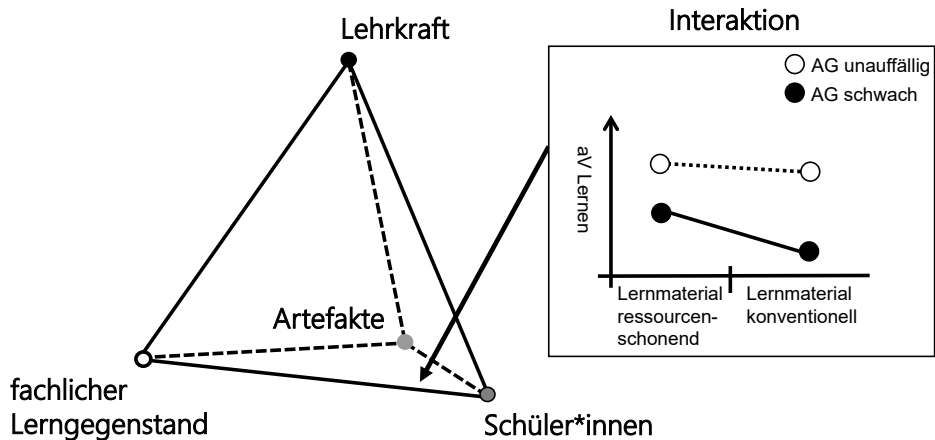 Lehrkraft
Artefakte
fachlicher
Lerngegenstand
Schüler*innen
Interaktion
AG unauffällig
AG schwach
aV Lernen
Lernmaterial
ressourcen-
schonend
Lernmaterial
konventionell